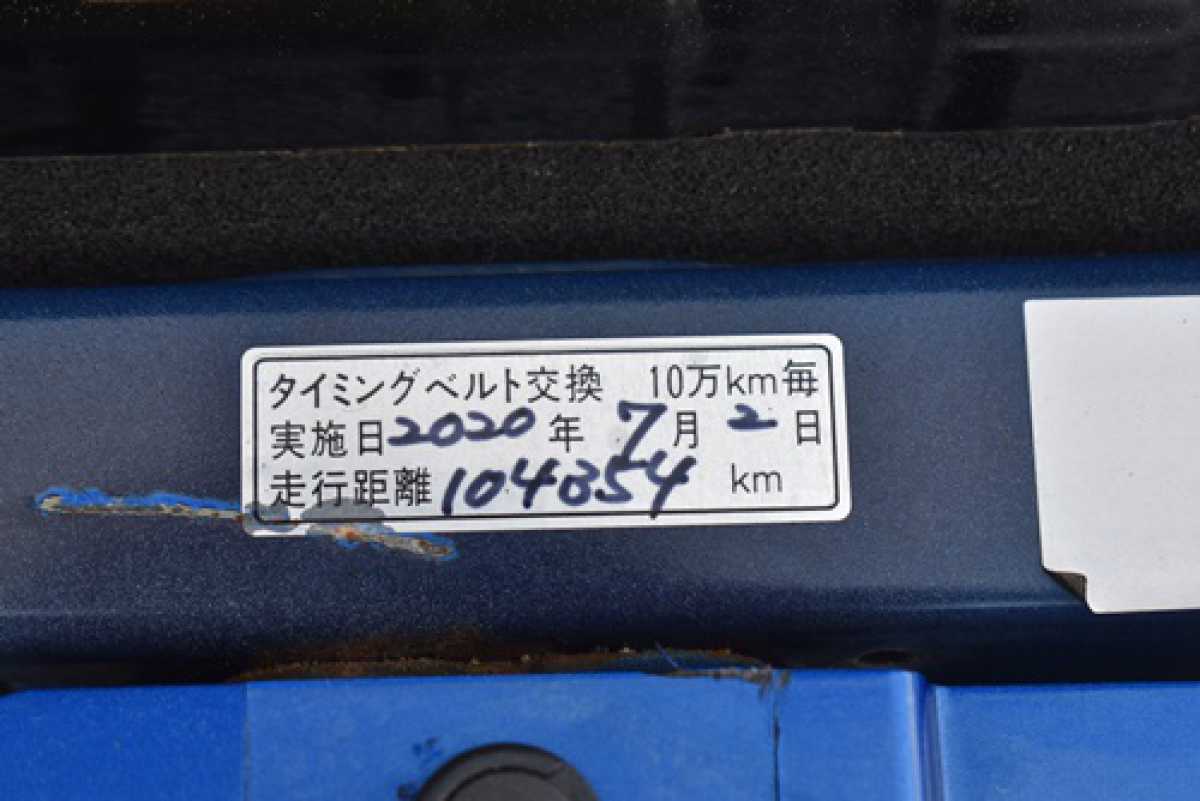 タイミングベルト交換 10万km毎
実施日2020年 7月 2日
走行距離104354 km